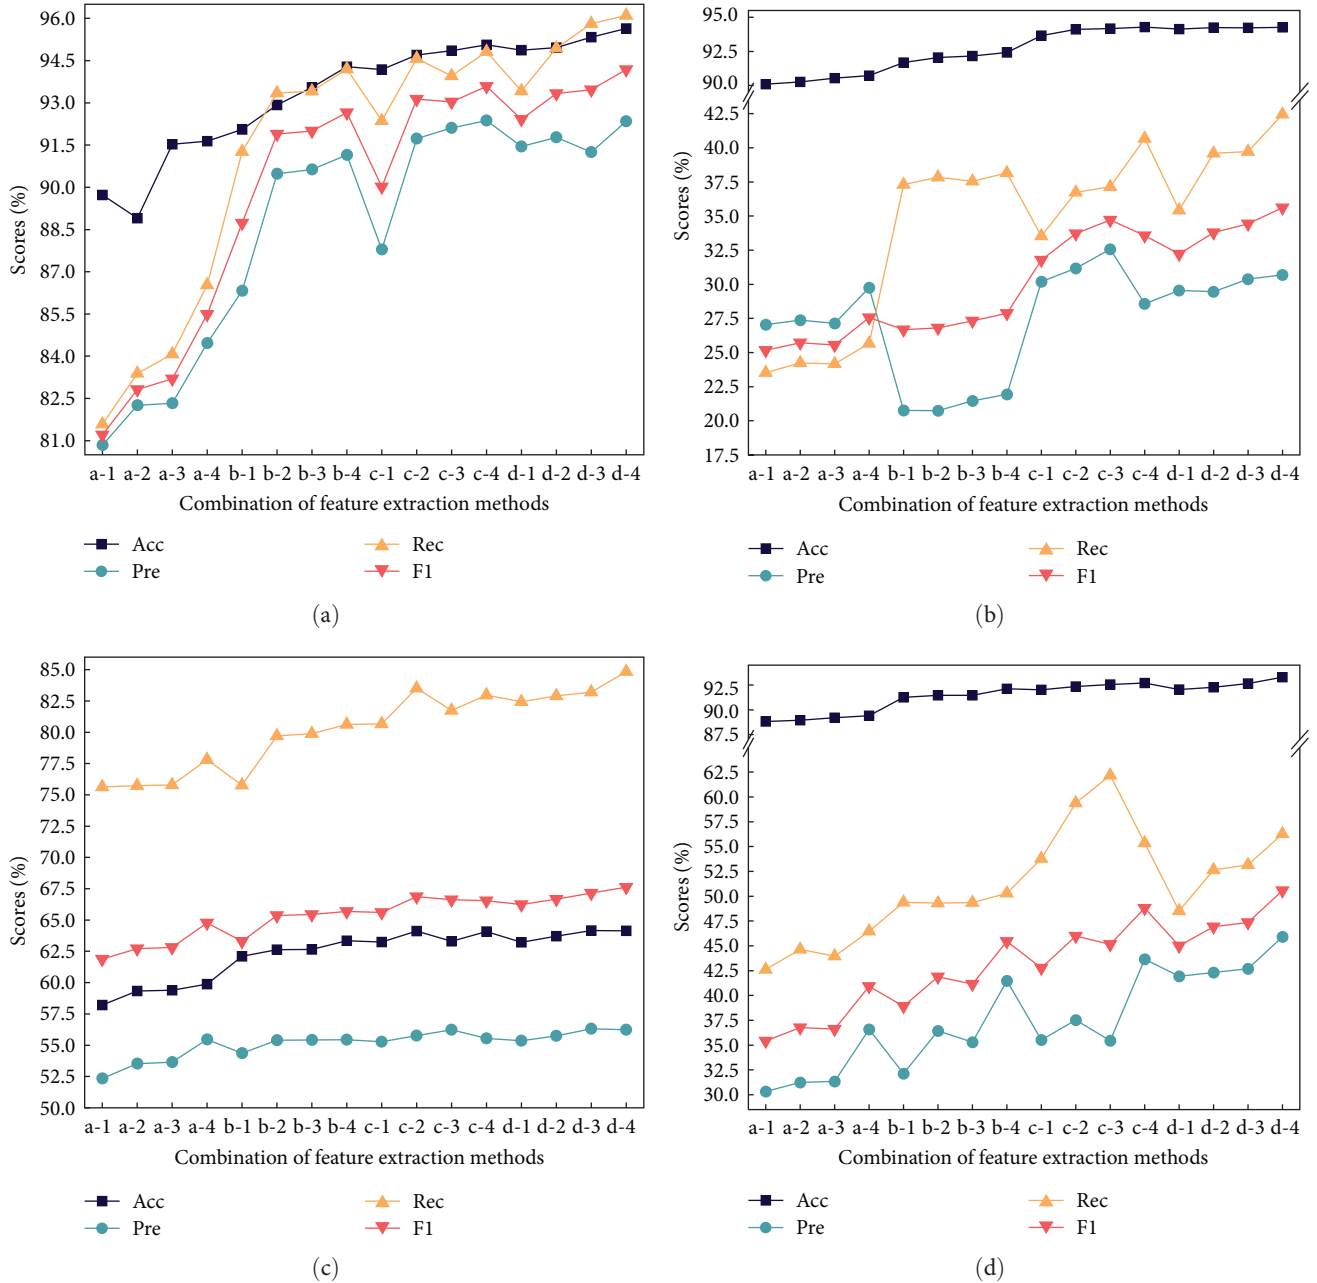 96.0
94.5
93.0
91.5
90.0
88.5
87.0
85.5
84.0
82.5
81.0
Scores (%)
a-1 a-2 a-3 a-4 b-1 b-2 b-3 b-4 c-1 c-2 c-3 c-4 d-1 d-2 d-3 d-4
Combination of feature extraction methods
Acc Rec
Pre F1
(a)
95.0
92.5
90.0
42.5
40.0
37.5
35.0
32.5
30.0
27.5
25.0
22.5
20.0
17.5
Scores (%)
a-1 a-2 a-3 a-4 b-1 b-2 b-3 b-4 c-1 c-2 c-3 c-4 d-1 d-2 d-3 d-4
Combination of feature extraction methods
Acc Rec
Pre F1
(b)
85.0
82.5
80.0
77.5
75.0
72.5
70.0
67.5
65.0
62.5
60.0
57.5
55.0
52.5
50.0
Scores (%)
a-1 a-2 a-3 a-4 b-1 b-2 b-3 b-4 c-1 c-2 c-3 c-4 d-1 d-2 d-3 d-4
Combination of feature extraction methods
Acc Rec
Pre F1
(c)
92.5
90.0
87.5
62.5
60.0
57.5
55.0
52.5
50.0
47.5
45.0
42.5
40.0
37.5
35.0
32.5
30.0
Scores (%)
a-1 a-2 a-3 a-4 b-1 b-2 b-3 b-4 c-1 c-2 c-3 c-4 d-1 d-2 d-3 d-4
Combination of feature extraction methods
Acc Rec
Pre F1
(d)